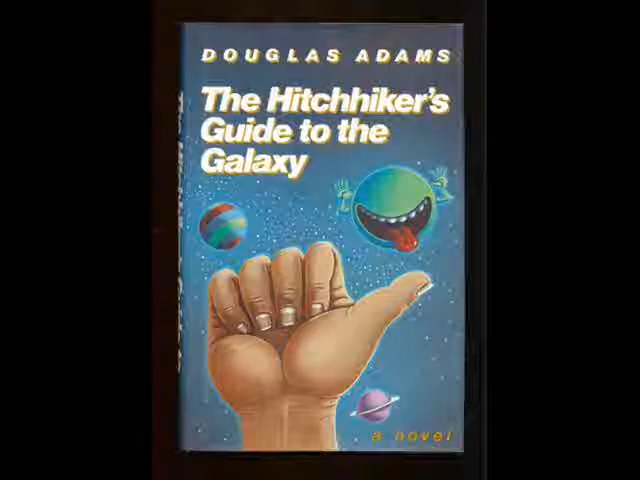 DOUGLAS ADAMS
The Hitchhiker's
Guide to the
Galaxy
a novel